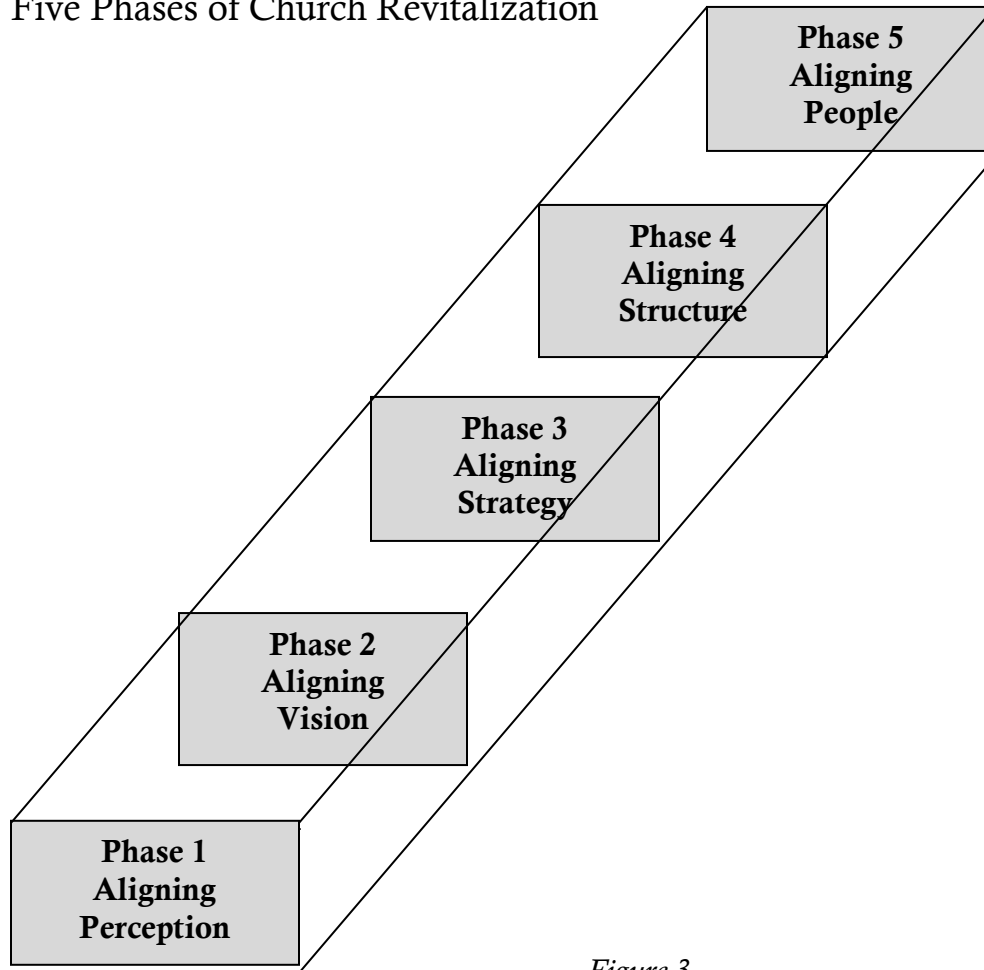 Five Phases of Church Revitalization
Phase 5
Aligning
People
Phase 4
Aligning
Structure
Phase 3
Aligning
Strategy
Phase 2
Aligning
Vision
Phase 1
Aligning
Perception
Figure 3